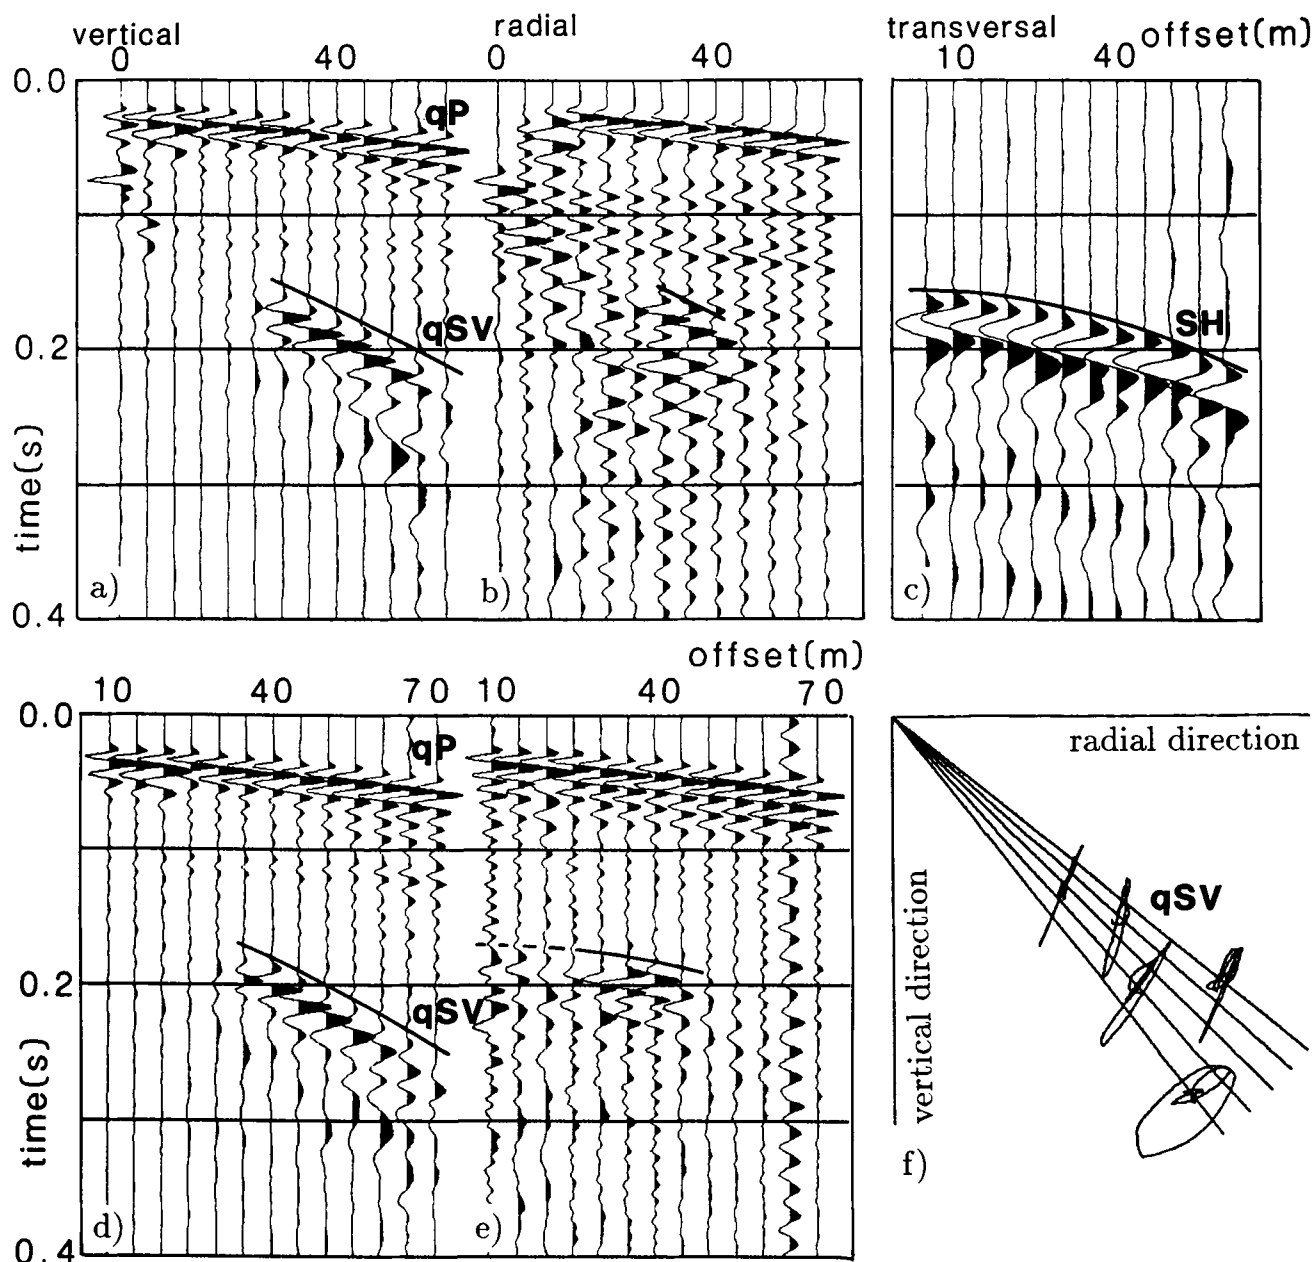 vertical
radial
transversal offset(m)
0 40 0 40 10 40
0.0
qP
qSV
SH
0.2
time(s)
a) b) c)
0.4
offset(m)
10 40 70 10 40 70
0.0
qP
radial direction
qSV
vertical direction
0.2
qSV
time(s)
d) e) f)
0.4